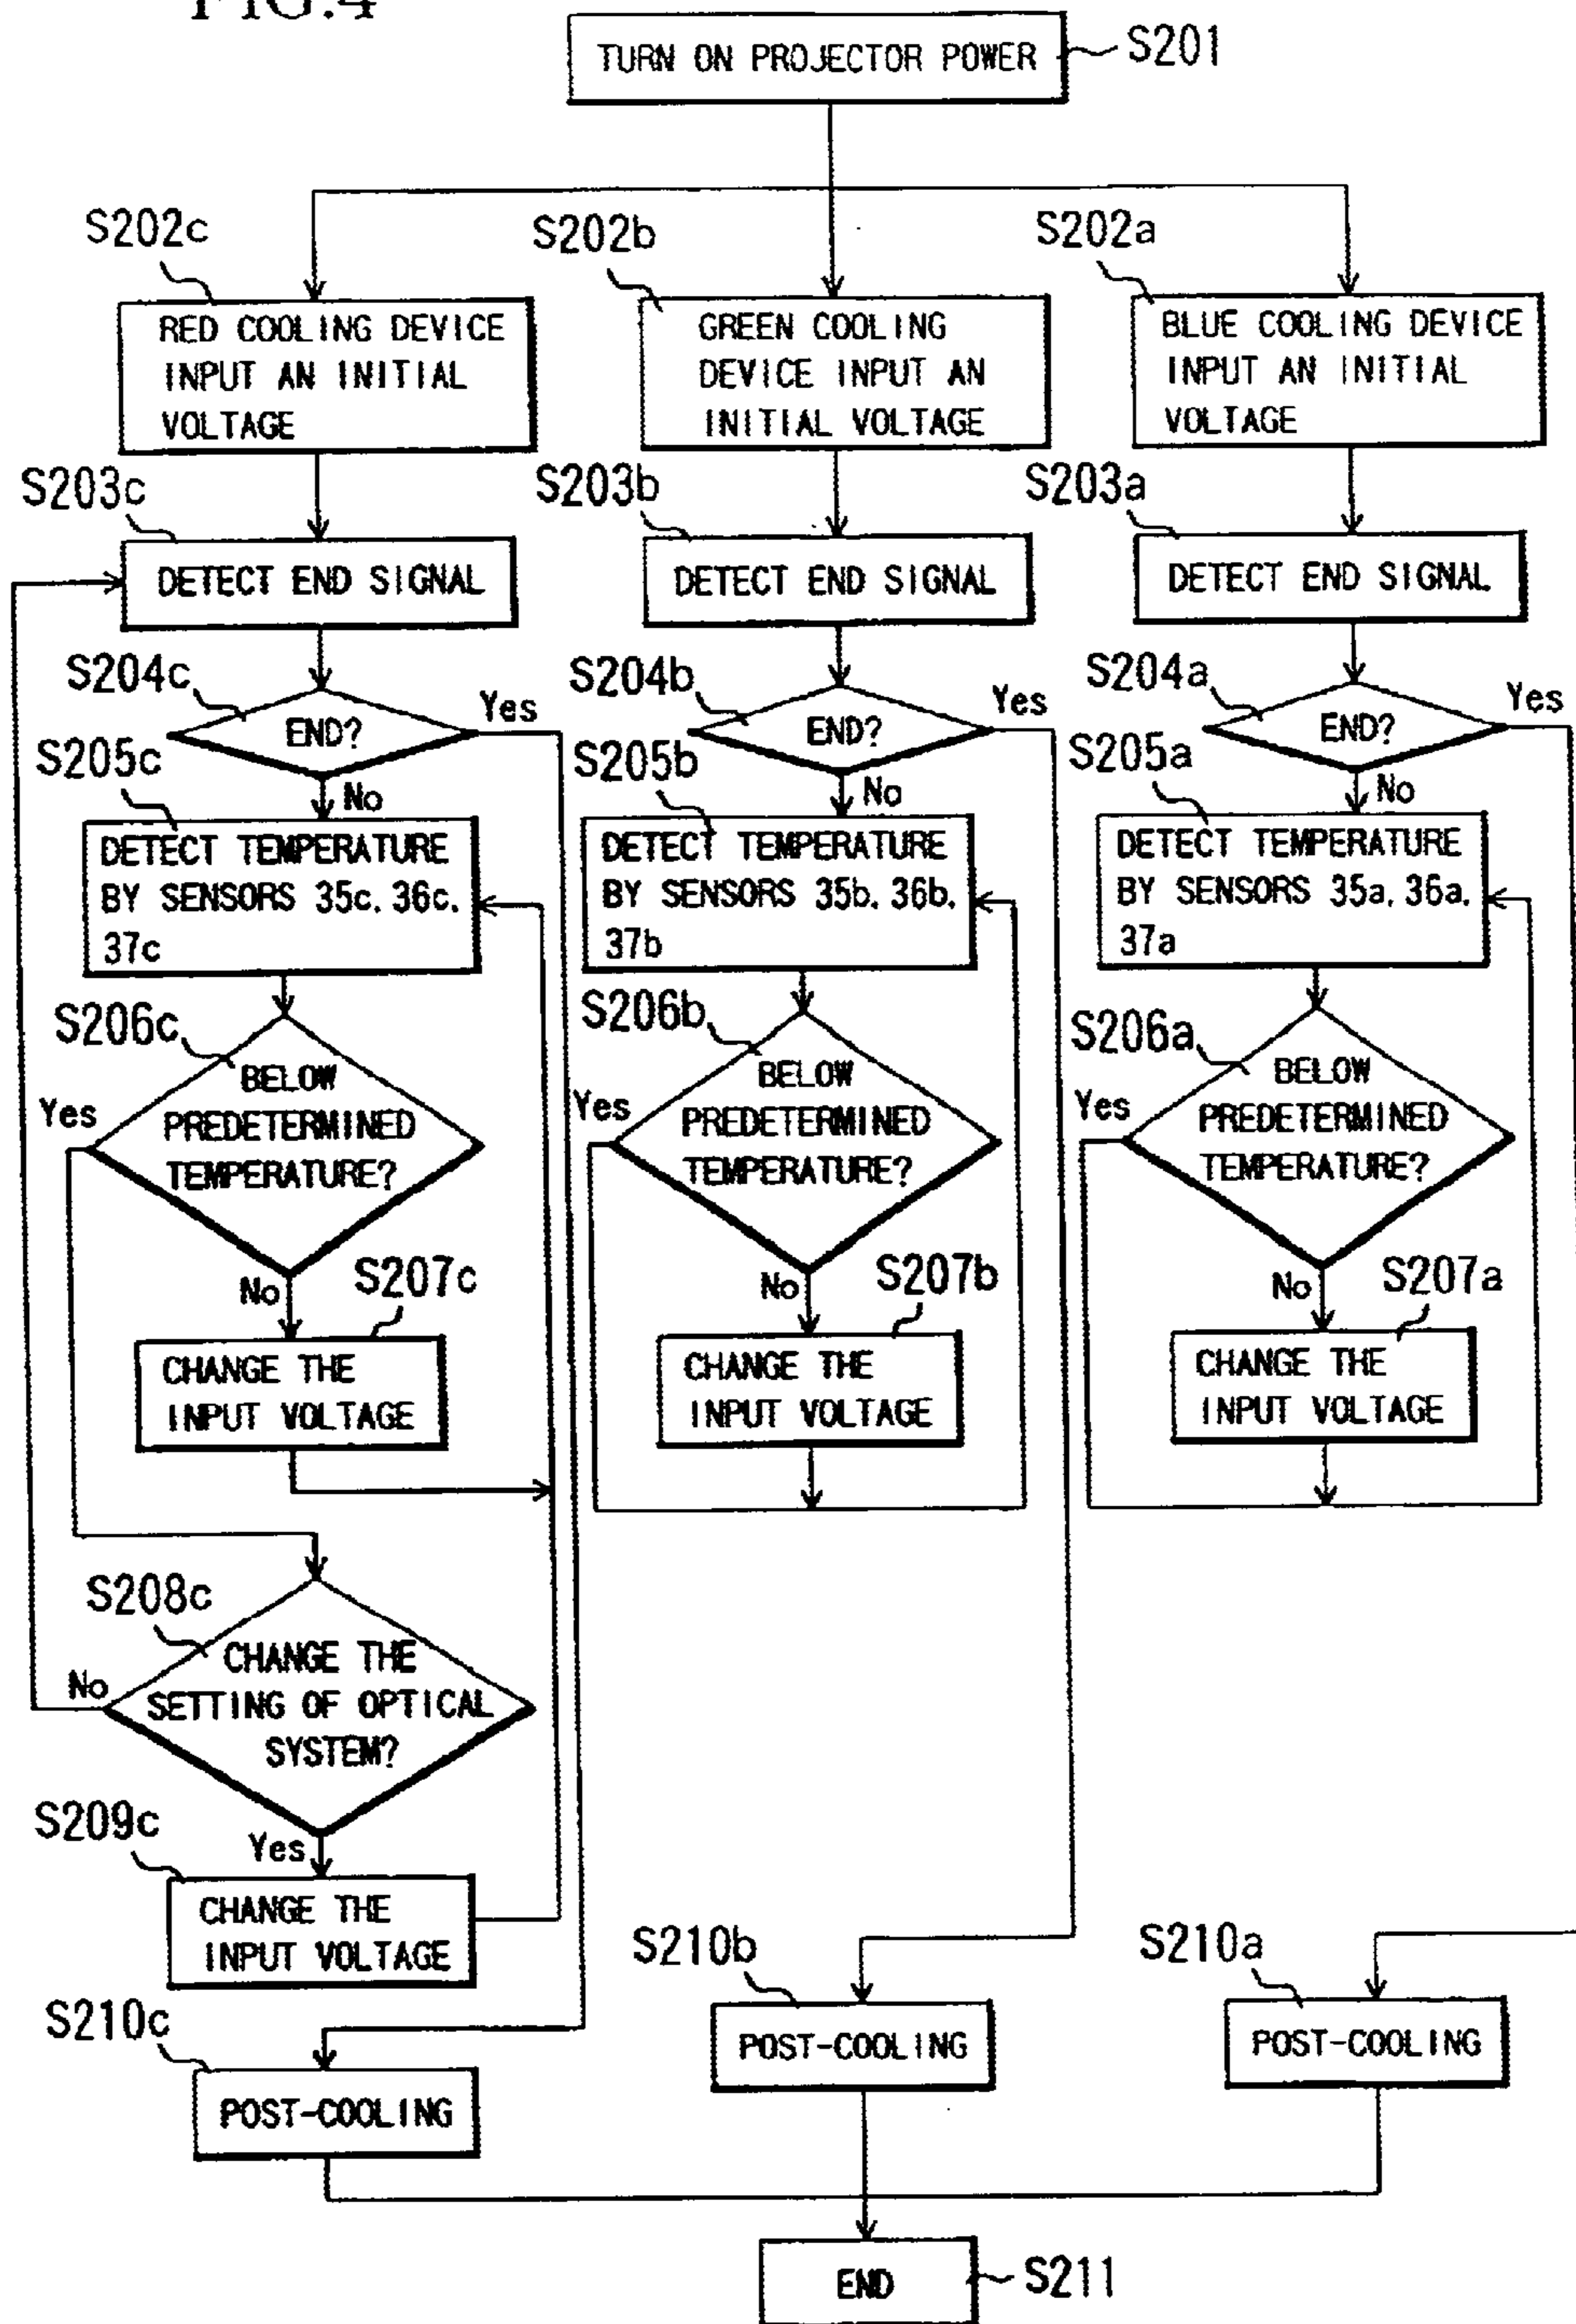 FIG.4
TURN ON PROJECTOR POWER
S201
S202c
S202b
S202a
RED COOLING DEVICE
INPUT AN INITIAL
VOLTAGE
GREEN COOLING
DEVICE INPUT AN
INITIAL VOLTAGE
BLUE COOLING DEVICE
INPUT AN INITIAL
VOLTAGE
S203c
S203b
S203a
DETECT END SIGNAL
DETECT END SIGNAL
DETECT END SIGNAL
S204c
END?
Yes
S204b
END?
Yes
S204a
END?
Yes
S205c
No
S205b
No
S205a
No
DETECT TEMPERATURE
BY SENSORS 35c, 36c,
37c
DETECT TEMPERATURE
BY SENSORS 35b, 36b,
37b
DETECT TEMPERATURE
BY SENSORS 35a, 36a,
37a
S206c
S206b
S206a
Yes
BELOW
PREDETERMINED
TEMPERATURE?
Yes
BELOW
PREDETERMINED
TEMPERATURE?
Yes
BELOW
PREDETERMINED
TEMPERATURE?
No
S207c
No
S207b
No
S207a
CHANGE THE
INPUT VOLTAGE
CHANGE THE
INPUT VOLTAGE
CHANGE THE
INPUT VOLTAGE
S208c
No
CHANGE THE
SETTING OF OPTICAL
SYSTEM?
S209c
Yes
CHANGE THE
INPUT VOLTAGE
S210b
S210a
S210c
POST-COOLING
POST-COOLING
POST-COOLING
END
S211